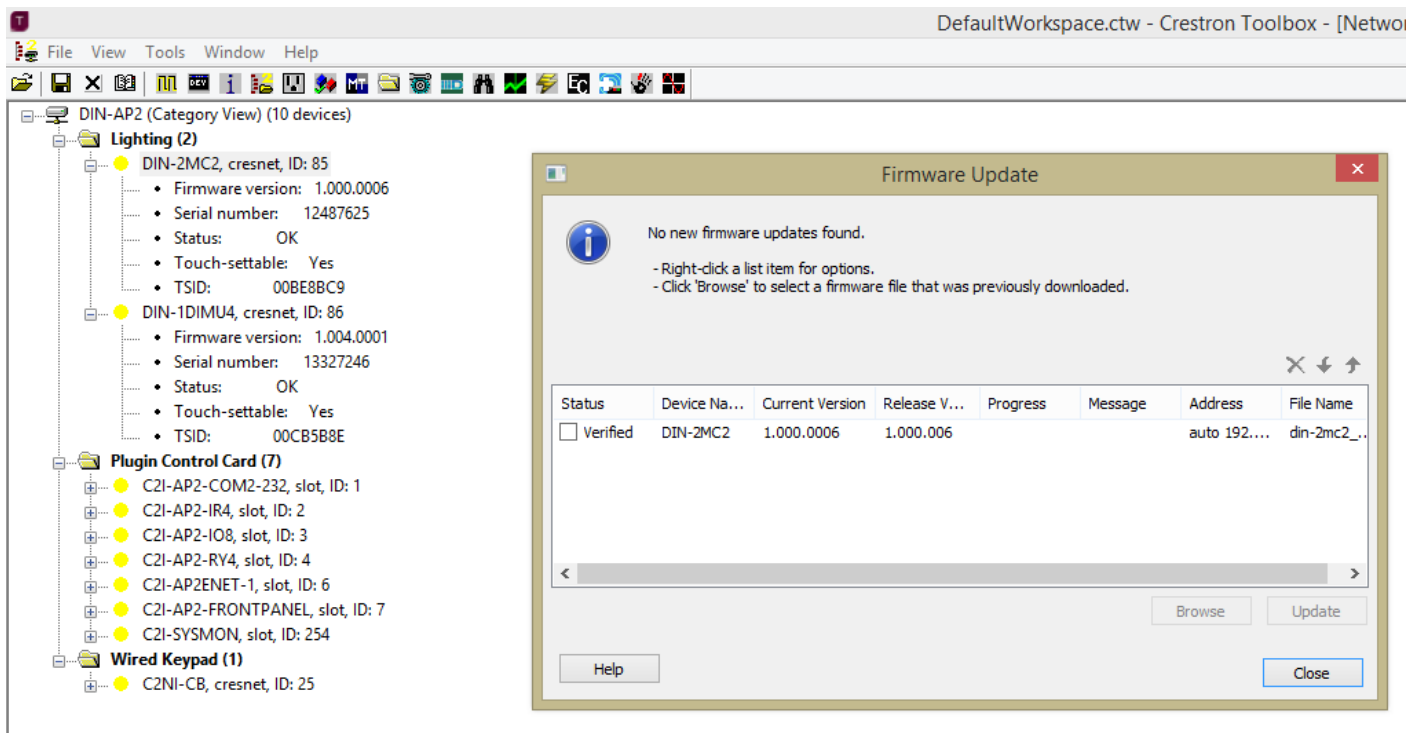 T
DefaultWorkspace.ctw - Crestron Toolbox - [Networ
File View Tools Window Help
DEV i MT EC
DIN-AP2 (Category View) (10 devices)
Lighting (2)
DIN-2MC2, cresnet, ID: 85
Firmware version: 1.000.0006
Serial number: 12487625
Status: OK
Touch-settable: Yes
TSID: 00BE8BC9
DIN-1DIMU4, cresnet, ID: 86
Firmware version: 1.004.0001
Serial number: 13327246
Status: OK
Touch-settable: Yes
TSID: 00CB5B8E
Plugin Control Card (7)
C2I-AP2-COM2-232, slot, ID: 1
C2I-AP2-IR4, slot, ID: 2
C2I-AP2-IO8, slot, ID: 3
C2I-AP2-RY4, slot, ID: 4
C2I-AP2ENET-1, slot, ID: 6
C2I-AP2-FRONTPANEL, slot, ID: 7
C2I-SYSMON, slot, ID: 254
Wired Keypad (1)
C2NI-CB, cresnet, ID: 25
Firmware Update
No new firmware updates found.
- Right-click a list item for options.
- Click 'Browse' to select a firmware file that was previously downloaded.
Status Device Na... Current Version Release V... Progress Message Address File Name
Verified DIN-2MC2 1.000.0006 1.000.006 auto 192.... din-2mc2_..
Browse Update
Help Close